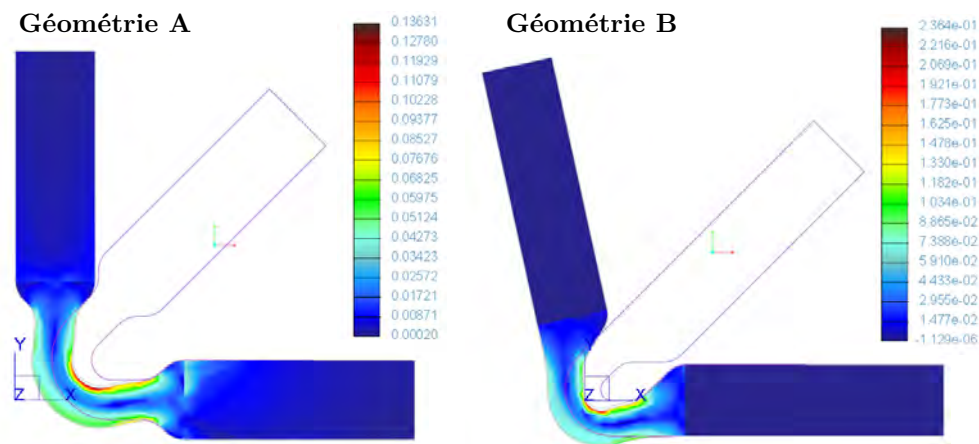 Géométrie A
0.13631
0.12780
0.11929
0.11079
0.10228
0.09377
0.08527
0.07676
0.06825
0.05975
0.05124
0.04273
0.03423
0.02572
0.01721
0.00871
0.00020
Y
Z
X
Géométrie B
2.364e-01
2.216e-01
2.069e-01
1.921e-01
1.773e-01
1.625e-01
1.478e-01
1.330e-01
1.182e-01
1.034e-01
8.865e-02
7.388e-02
5.910e-02
4.433e-02
2.955e-02
1.477e-02
-1.129e-06
Z
X